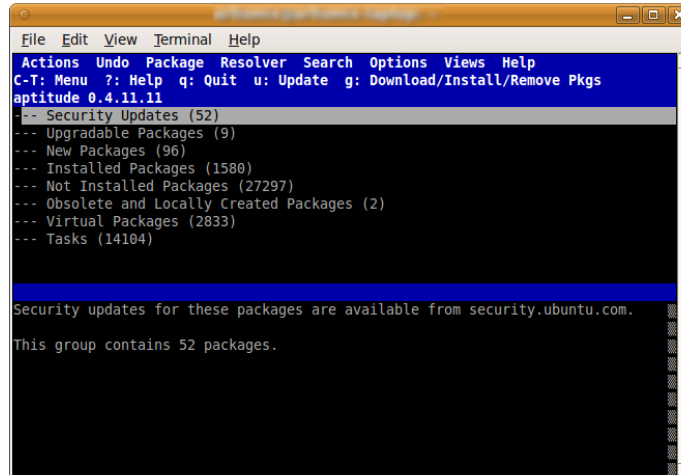 File Edit View Terminal Help
Actions Undo Package Resolver Search Options Views Help
C-T: Menu ?: Help q: Quit u: Update g: Download/Install/Remove Pkgs
aptitude 0.4.11.11
--- Security Updates (52)
--- Upgradable Packages (9)
--- New Packages (96)
--- Installed Packages (1580)
--- Not Installed Packages (27297)
--- Obsolete and Locally Created Packages (2)
--- Virtual Packages (2833)
--- Tasks (14104)
Security updates for these packages are available from security.ubuntu.com.
This group contains 52 packages.